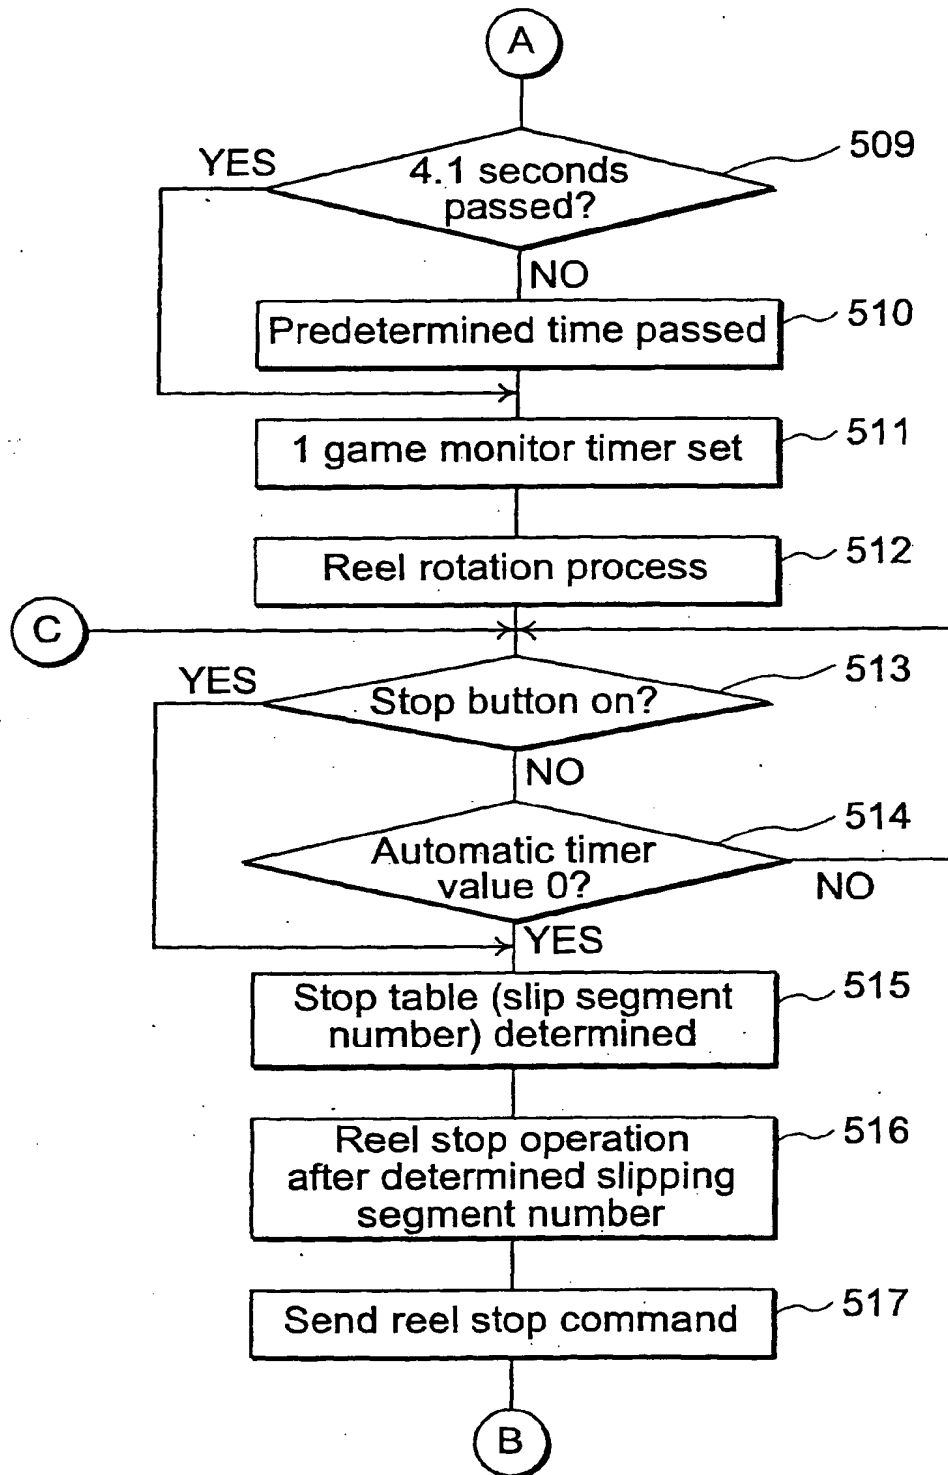 A
4.1 seconds
passed?
YES
509
NO
Predetermined time passed
510
1 game monitor timer set
511
Reel rotation process
512
C
Stop button on?
YES
513
NO
Automatic timer
value 0?
514
NO
YES
Stop table (slip segment
number) determined
515
Reel stop operation
after determined slipping
segment number
516
Send reel stop command
517
B